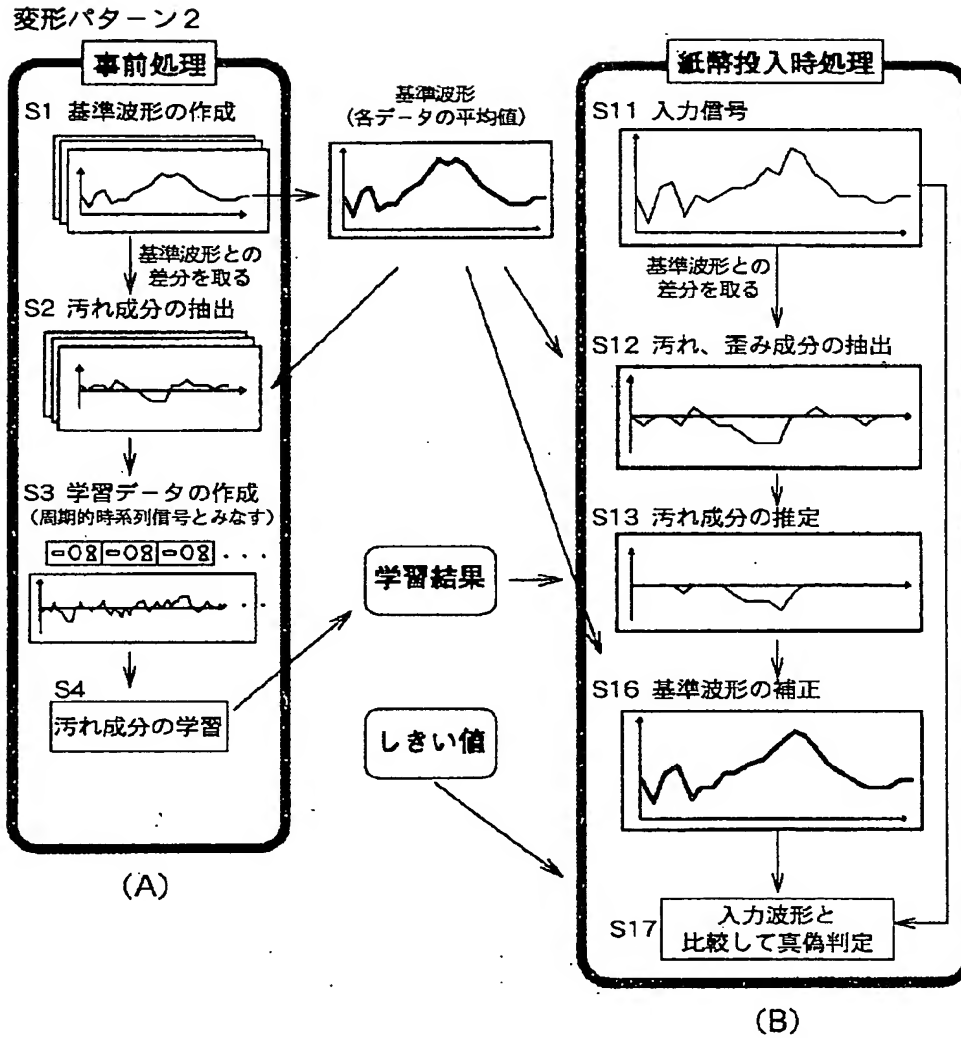 変形パターン2
事前処理
S1 基準波形の作成
基準波形との
差分を取る
S2 汚れ成分の抽出
S3 学習データの作成
(周期的時系列信号とみなす)
・・・
・・・
S4
汚れ成分の学習
(A)
基準波形
(各データの平均値)
学習結果
しきい値
紙幣投入時処理
S11 入力信号
基準波形との
差分を取る
S12 汚れ、歪み成分の抽出
S13 汚れ成分の推定
S16 基準波形の補正
S17
入力波形と
比較して真偽判定
(B)